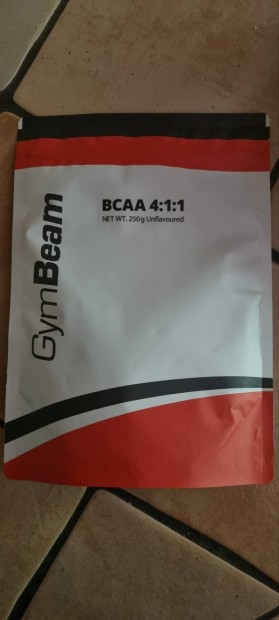 GymBeam
BCAA 4:1:1
NET WT. 250g Unflavoured